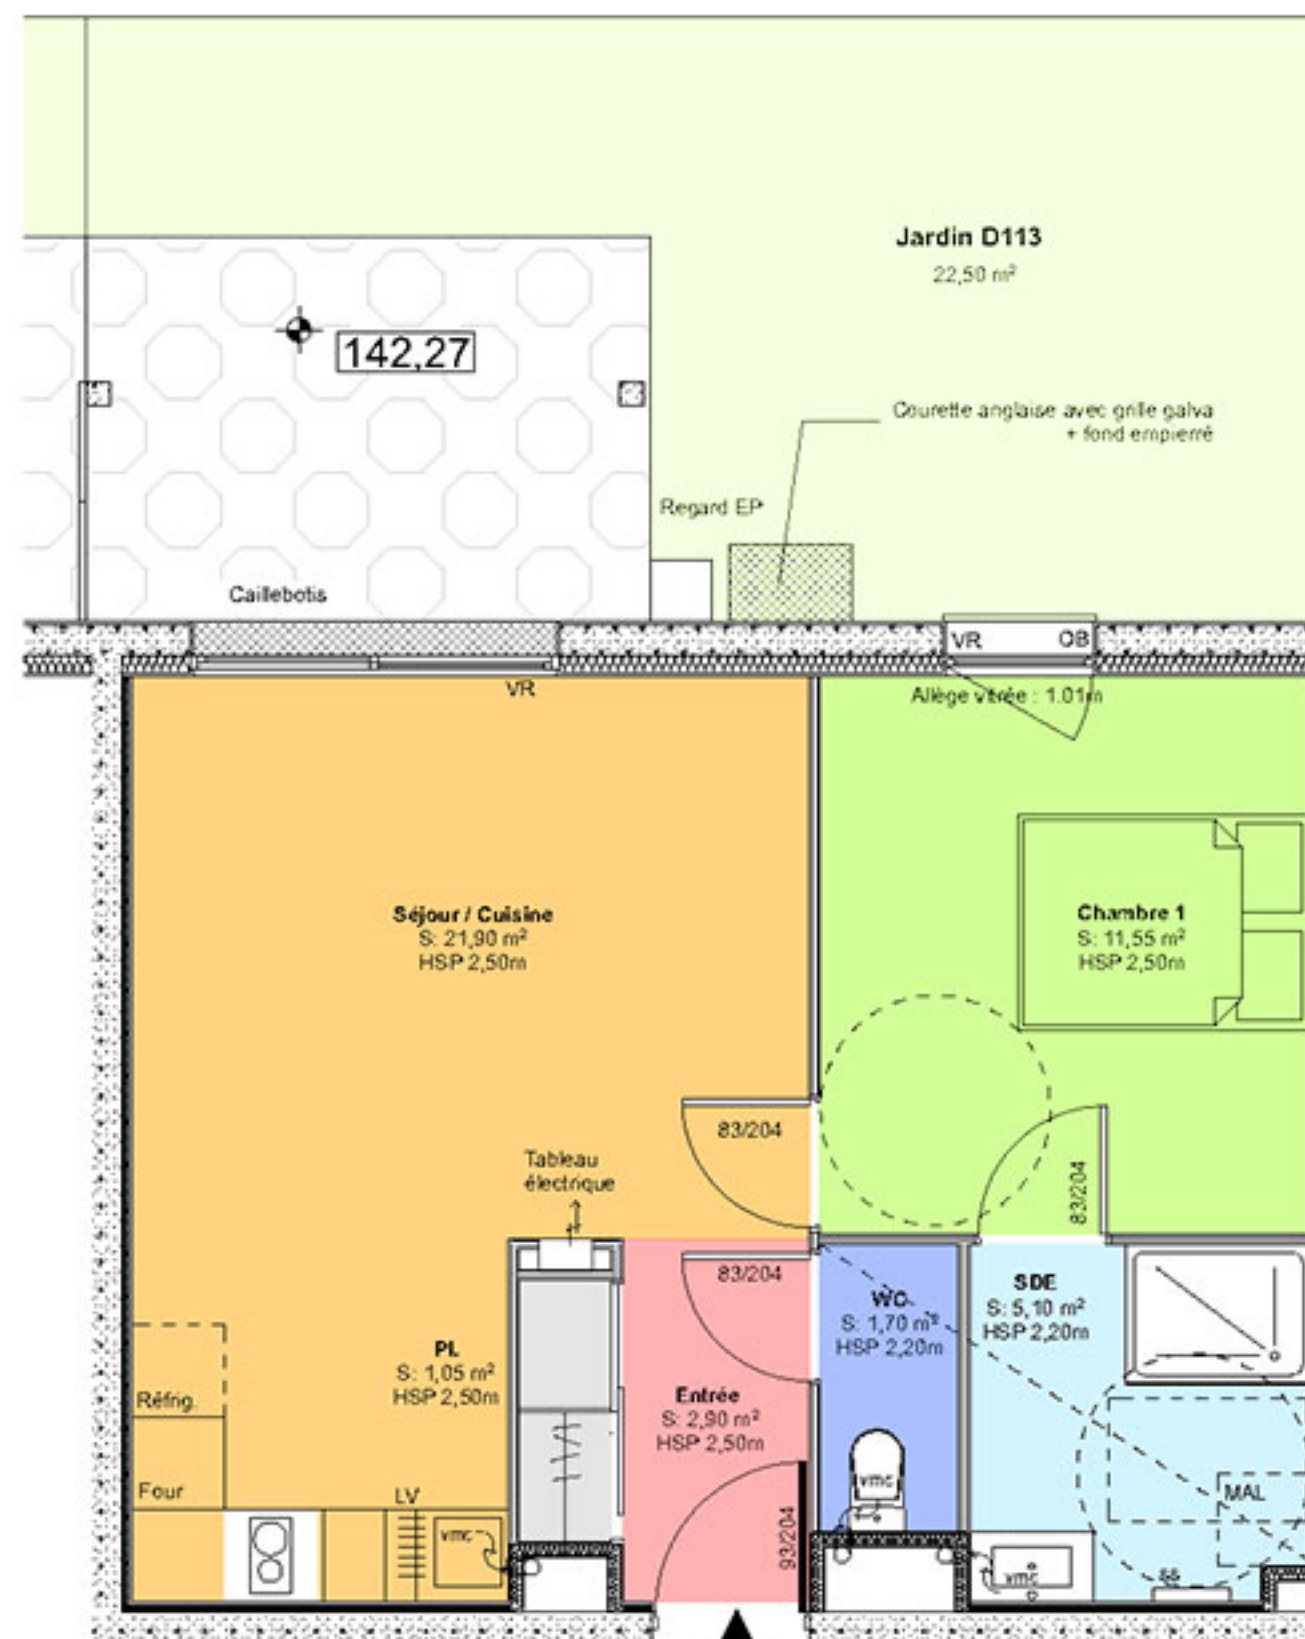 Jardin D113
22,50 m²
142,27
Courette anglaise avec grille galva
+ fond empierré
Regard EP
Caillebotis
VR
OB
VR
Allège vitrée : 1.01m
Séjour / Cuisine
S: 21,90 m²
HSP 2,50m
Chambre 1
S: 11,55 m²
HSP 2,50m
83/204
Tableau
électrique
83/204
83/204
SDE
S: 5,10 m²
HSP 2,20m
WC
S: 1,70 m²
HSP 2,20m
Pl.
S: 1,05 m²
HSP 2,50m
Entrée
S: 2,90 m²
HSP 2,50m
Réfrig.
Four
LV
vmc
vmc
93/204
MAL
vmc
SS